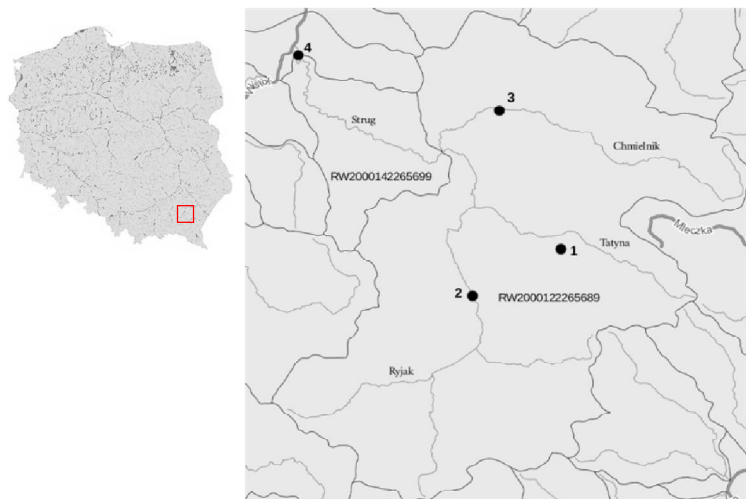 4
Strug
3
Chmielnik
RW2000142265699
Mleczka
Tatyna
1
2
RW2000122265689
Ryjak